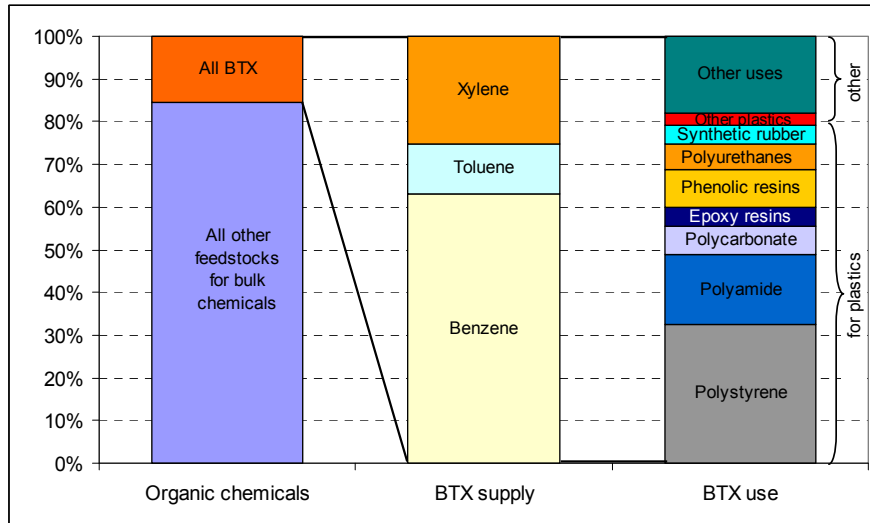 100%
90%
80%
70%
60%
50%
40%
30%
20%
10%
0%
All BTX
All other
feedstocks
for bulk
chemicals
Xylene
Toluene
Benzene
Other uses
Other plastics
Synthetic rubber
Polyurethanes
Phenolic resins
Epoxy resins
Polycarbonate
Polyamide
Polystyrene
other
for plastics
Organic chemicals
BTX supply
BTX use